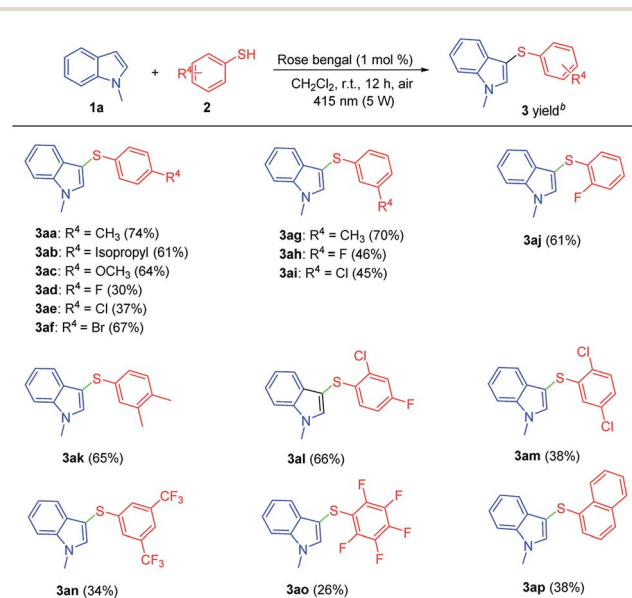 Rose bengal (1 mol %)
CH₂Cl₂, r.t., 12 h, air
415 nm (5 W)
N
1a
+
SH
R⁴
2
S
R⁴
N
3 yieldᵇ
S
R⁴
N
3aa: R⁴ = CH₃ (74%)
3ab: R⁴ = Isopropyl (61%)
3ac: R⁴ = OCH₃ (64%)
3ad: R⁴ = F (30%)
3ae: R⁴ = Cl (37%)
3af: R⁴ = Br (67%)
S
R⁴
N
3ag: R⁴ = CH₃ (70%)
3ah: R⁴ = F (46%)
3ai: R⁴ = Cl (45%)
S
F
N
3aj (61%)
S
N
3ak (65%)
Cl
S
F
N
3al (66%)
Cl
S
Cl
N
3am (38%)
CF₃
S
N
CF₃
3an (34%)
F
S
F
F
F
F
N
3ao (26%)
S
N
3ap (38%)